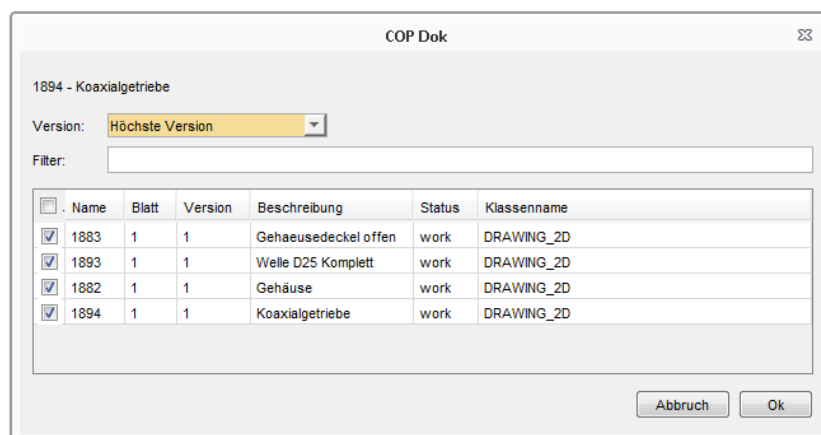 COP Dok
1894 - Koaxialgetriebe
Version: Höchste Version
Filter:
. Name Blatt Version Beschreibung Status Klassenname
1883 1 1 Gehaeusedeckel offen work DRAWING_2D
1893 1 1 Welle D25 Komplett work DRAWING_2D
1882 1 1 Gehäuse work DRAWING_2D
1894 1 1 Koaxialgetriebe work DRAWING_2D
Abbruch Ok